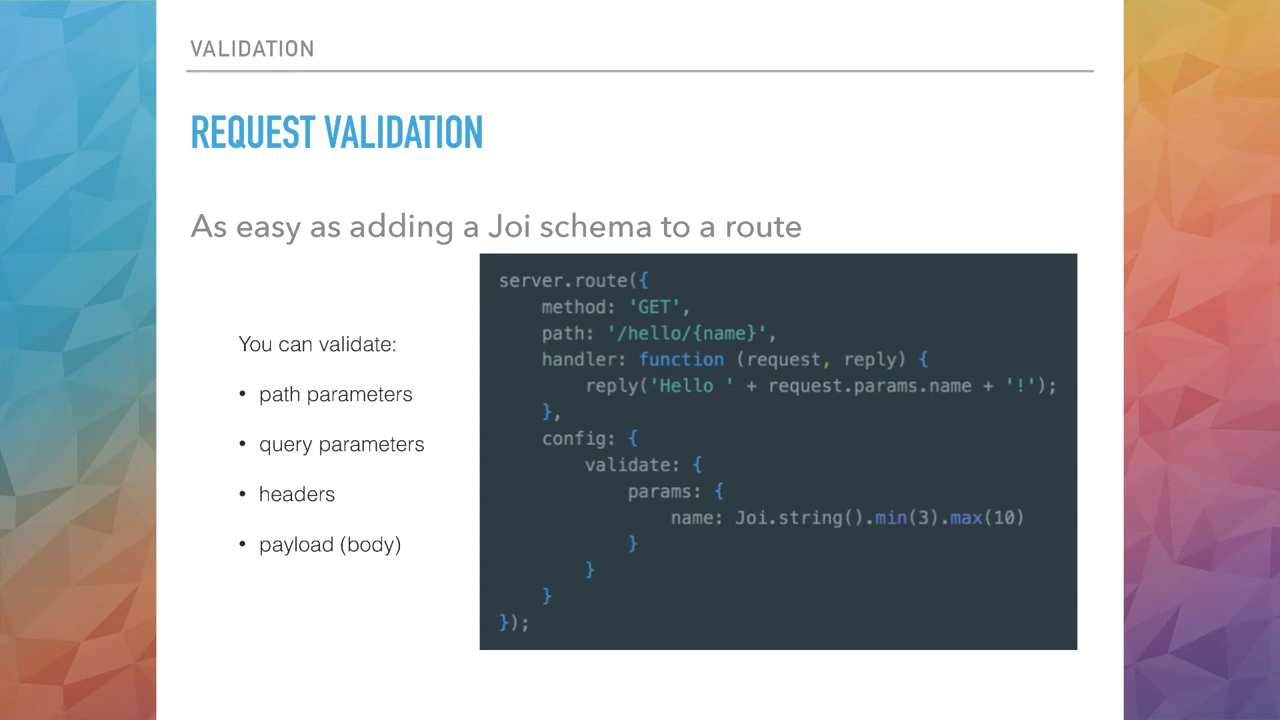 VALIDATION
REQUEST VALIDATION
As easy as adding a Joi schema to a route
You can validate:
• path parameters
• query parameters
• headers
• payload (body)
server.route({
    method: 'GET',
    path: '/hello/{name}',
    handler: function (request, reply) {
        reply('Hello ' + request.params.name + '!');
    },
    config: {
        validate: {
            params: {
                name: Joi.string().min(3).max(10)
            }
        }
    }
});